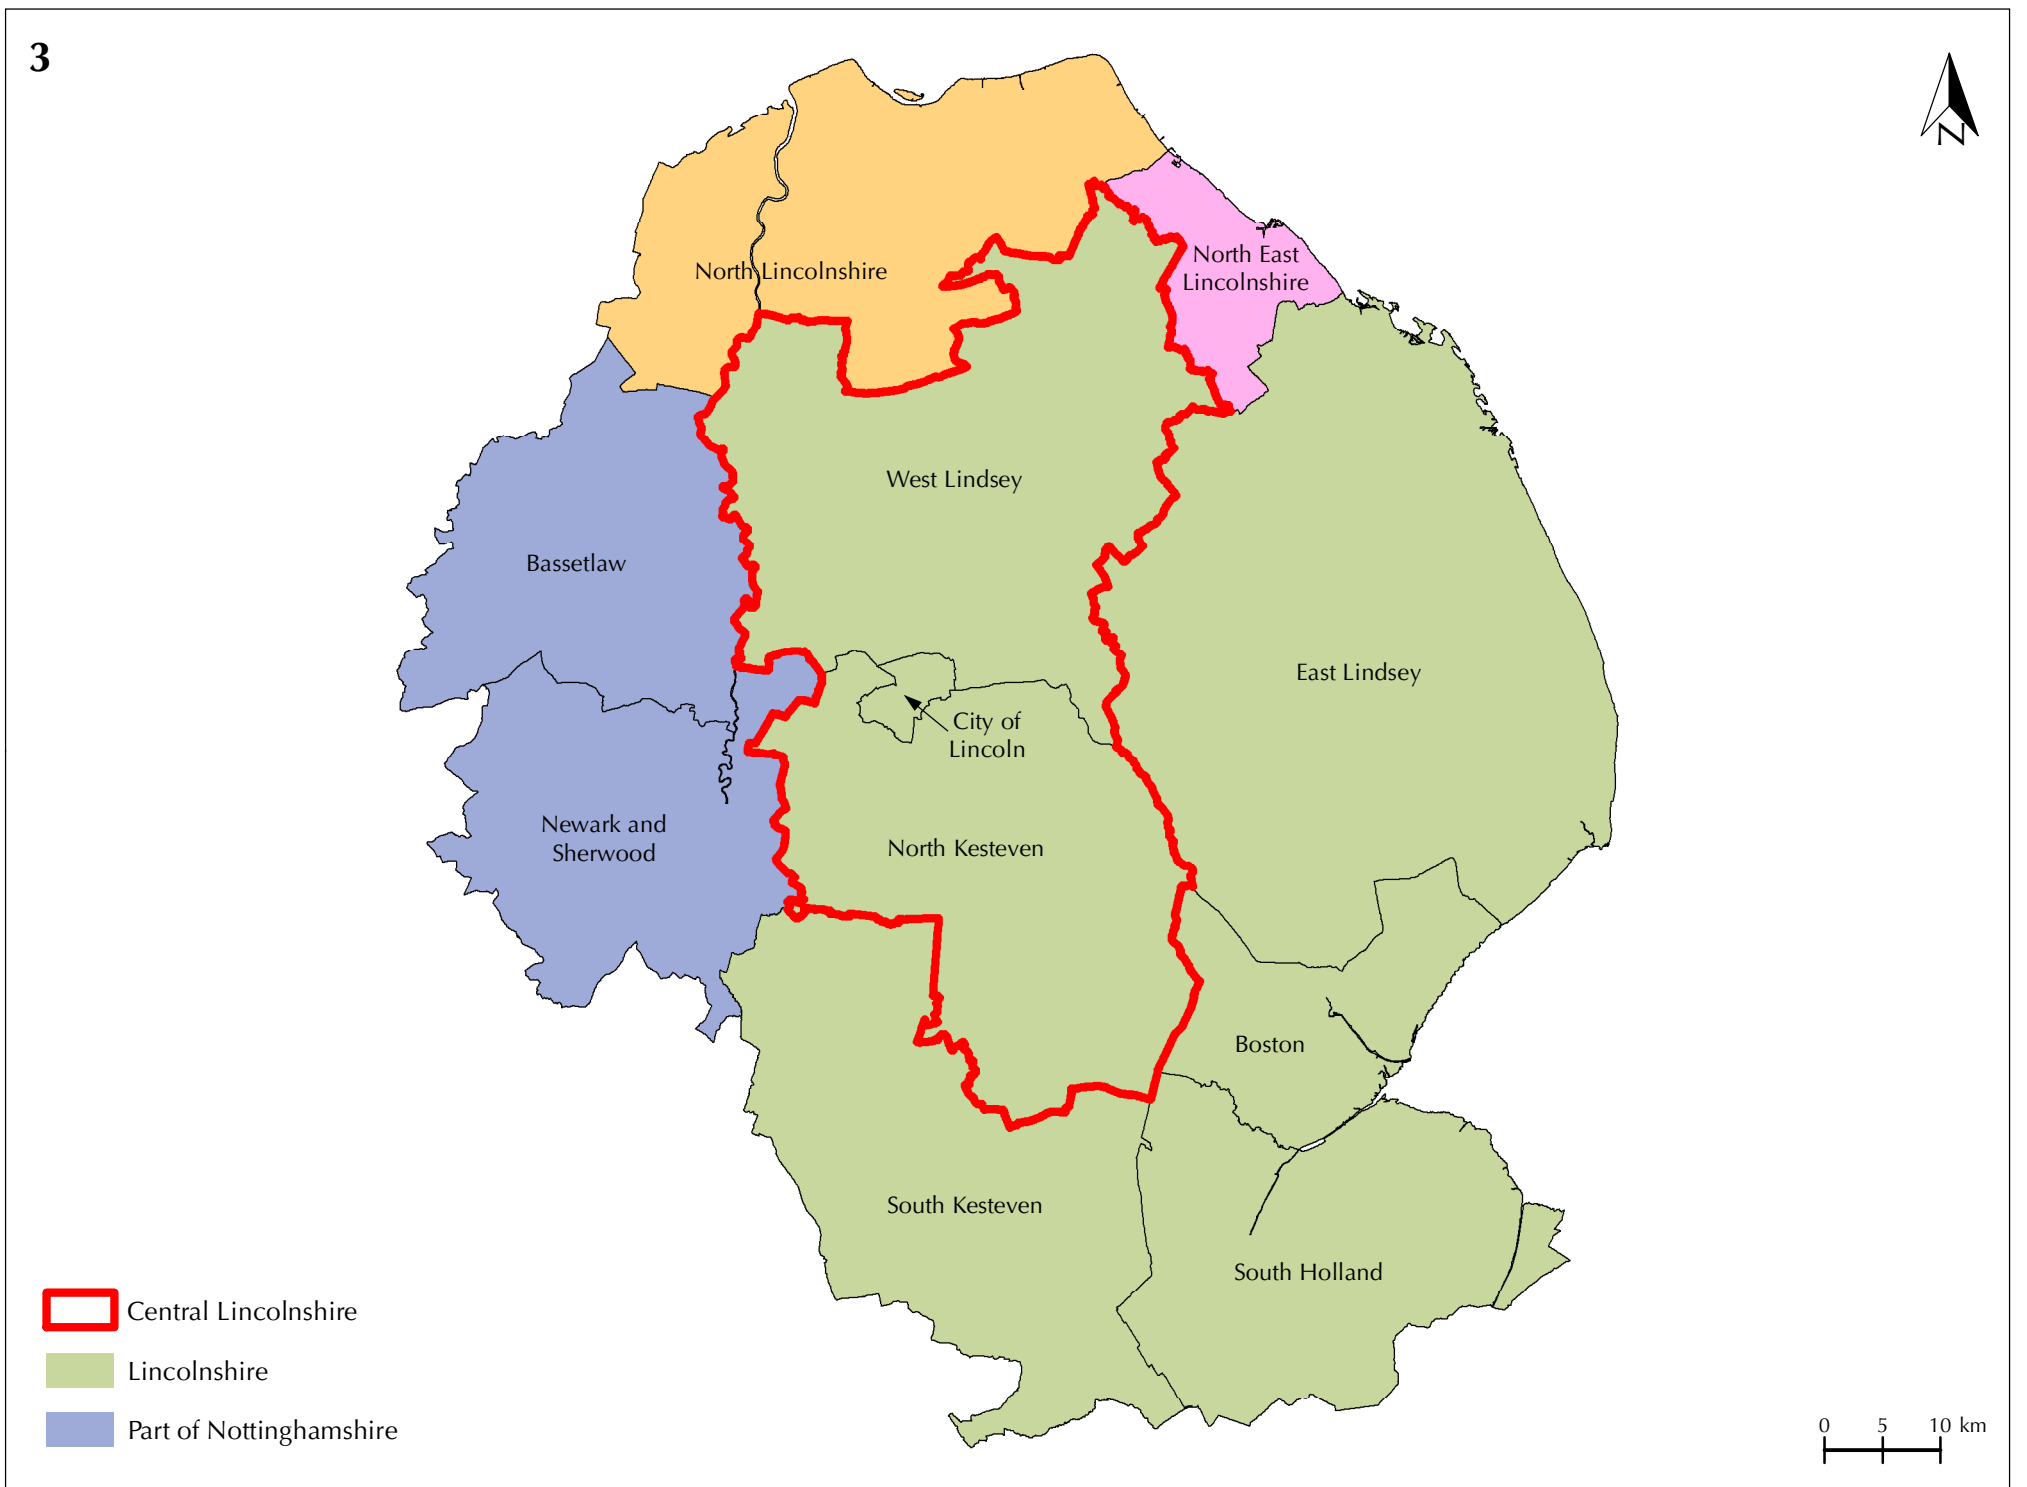 3
N
North Lincolnshire
North East
Lincolnshire
West Lindsey
Bassetlaw
East Lindsey
City of
Lincoln
Newark and
Sherwood
North Kesteven
Boston
South Kesteven
South Holland
Central Lincolnshire
Lincolnshire
Part of Nottinghamshire
0 5 10 km